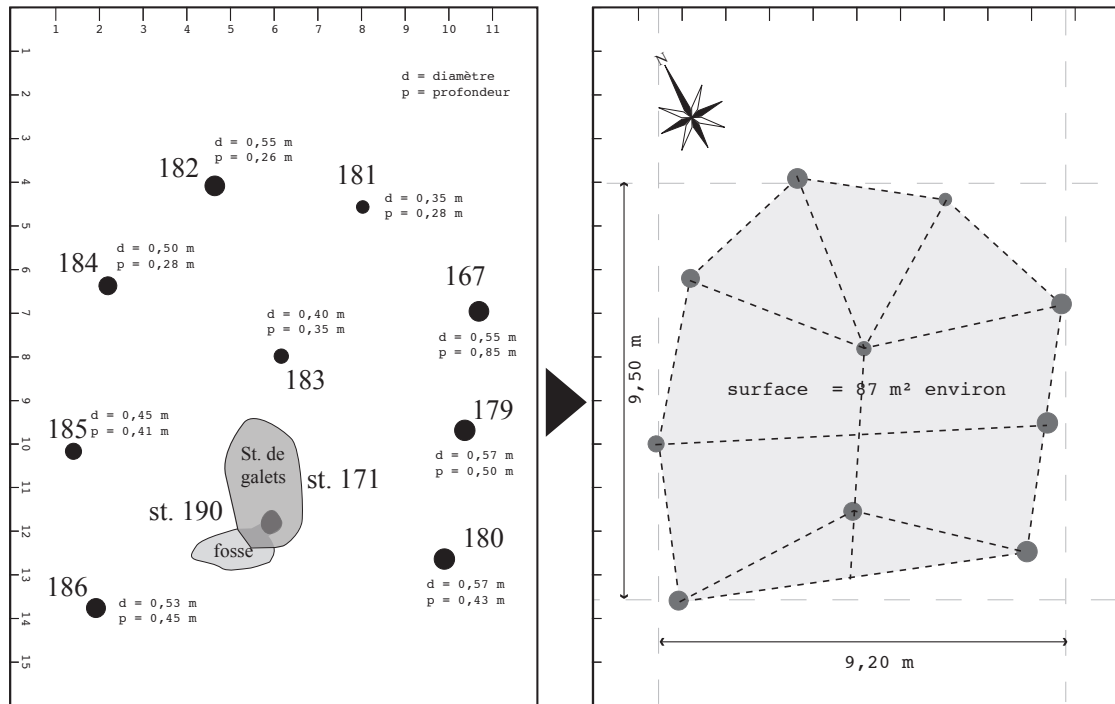 1 2 3 4 5 6 7 8 9 10 11
1
2
3
4
5
6
7
8
9
10
11
12
13
14
15
d = diamètre
p = profondeur
182
d = 0,55 m
p = 0,26 m
181
d = 0,35 m
p = 0,28 m
184
d = 0,50 m
p = 0,28 m
167
d = 0,55 m
p = 0,85 m
d = 0,40 m
p = 0,35 m
183
185
d = 0,45 m
p = 0,41 m
179
d = 0,57 m
p = 0,50 m
St. de
galets
st. 171
st. 190
fosse
180
d = 0,57 m
p = 0,43 m
186
d = 0,53 m
p = 0,45 m
N
9,50 m
surface = 87 m² environ
9,20 m